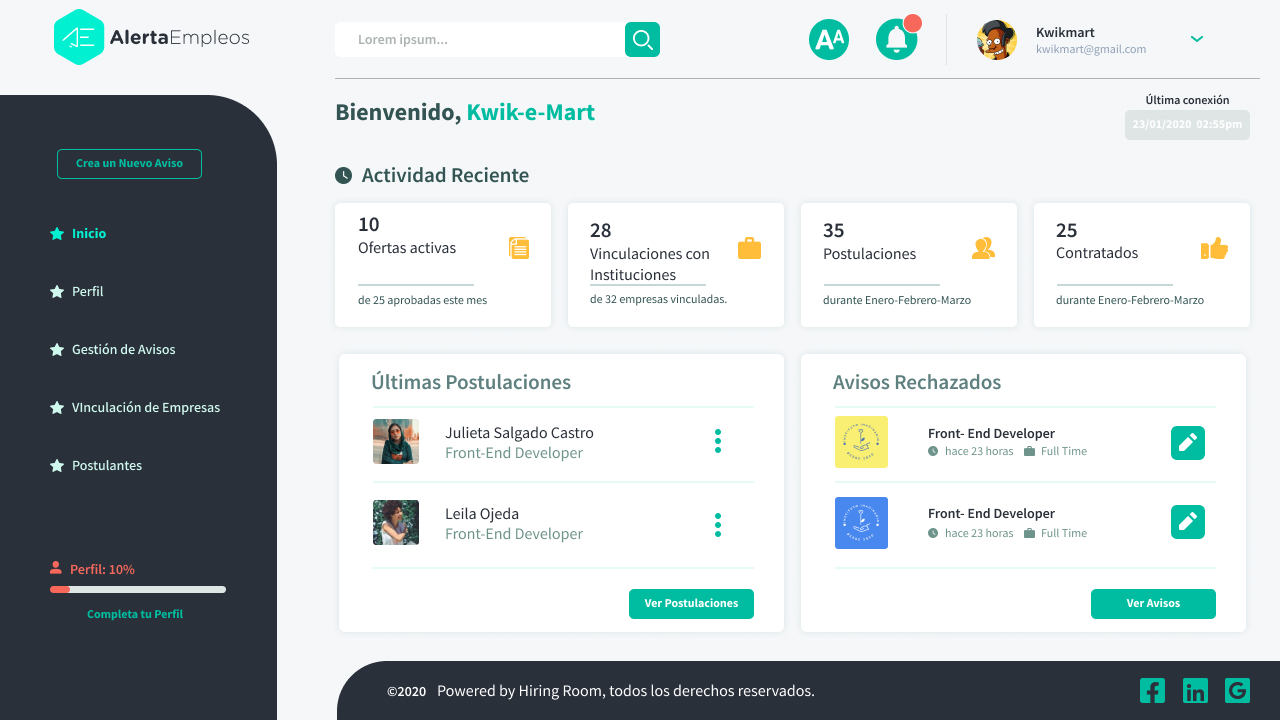 AlertaEmpleos
Lorem ipsum...
AA
Kwikmart
kwikmart@gmail.com
Bienvenido, Kwik-e-Mart
Última conexión
23/01/2020 02:55pm
Crea un Nuevo Aviso
Inicio
Perfil
Gestión de Avisos
VInculación de Empresas
Postulantes
Perfil: 10%
Completa tu Perfil
Actividad Reciente
10
Ofertas activas
de 25 aprobadas este mes
28
Vinculaciones con
Instituciones
de 32 empresas vinculadas.
35
Postulaciones
durante Enero-Febrero-Marzo
25
Contratados
durante Enero-Febrero-Marzo
Últimas Postulaciones
Julieta Salgado Castro
Front-End Developer
Leila Ojeda
Front-End Developer
Ver Postulaciones
Avisos Rechazados
Front- End Developer
hace 23 horas Full Time
Front- End Developer
hace 23 horas Full Time
Ver Avisos
©2020 Powered by Hiring Room, todos los derechos reservados.